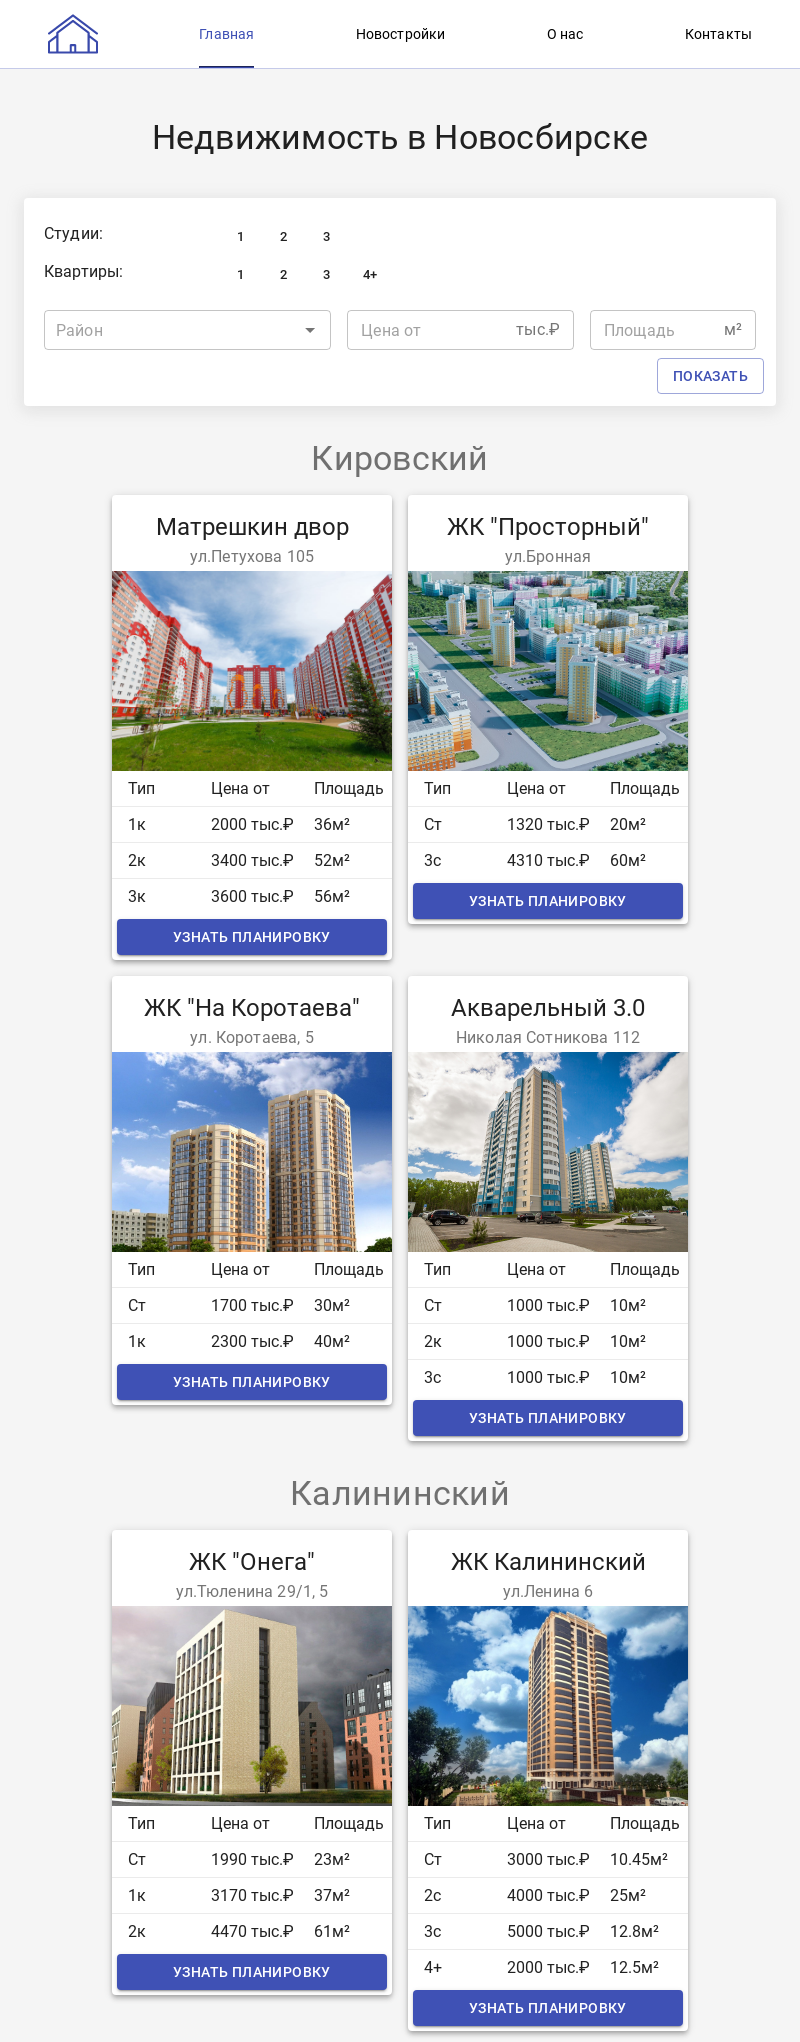 Главная Новостройки О нас Контакты
Недвижимость в Новосбирске
Студии: 1 2 3
Квартиры: 1 2 3 4+
Район Цена от тыс.₽ Площадь м²
ПОКАЗАТЬ
Кировский
Матрешкин двор
ул.Петухова 105
Тип Цена от Площадь
1к 2000 тыс.₽ 36м²
2к 3400 тыс.₽ 52м²
3к 3600 тыс.₽ 56м²
УЗНАТЬ ПЛАНИРОВКУ
ЖК "Просторный"
ул.Бронная
Тип Цена от Площадь
Ст 1320 тыс.₽ 20м²
3с 4310 тыс.₽ 60м²
УЗНАТЬ ПЛАНИРОВКУ
ЖК "На Коротаева"
ул. Коротаева, 5
Тип Цена от Площадь
Ст 1700 тыс.₽ 30м²
1к 2300 тыс.₽ 40м²
УЗНАТЬ ПЛАНИРОВКУ
Акварельный 3.0
Николая Сотникова 112
Тип Цена от Площадь
Ст 1000 тыс.₽ 10м²
2к 1000 тыс.₽ 10м²
3с 1000 тыс.₽ 10м²
УЗНАТЬ ПЛАНИРОВКУ
Калининский
ЖК "Онега"
ул.Тюленина 29/1, 5
Тип Цена от Площадь
Ст 1990 тыс.₽ 23м²
1к 3170 тыс.₽ 37м²
2к 4470 тыс.₽ 61м²
УЗНАТЬ ПЛАНИРОВКУ
ЖК Калининский
ул.Ленина 6
Тип Цена от Площадь
Ст 3000 тыс.₽ 10.45м²
2с 4000 тыс.₽ 25м²
3с 5000 тыс.₽ 12.8м²
4+ 2000 тыс.₽ 12.5м²
УЗНАТЬ ПЛАНИРОВКУ